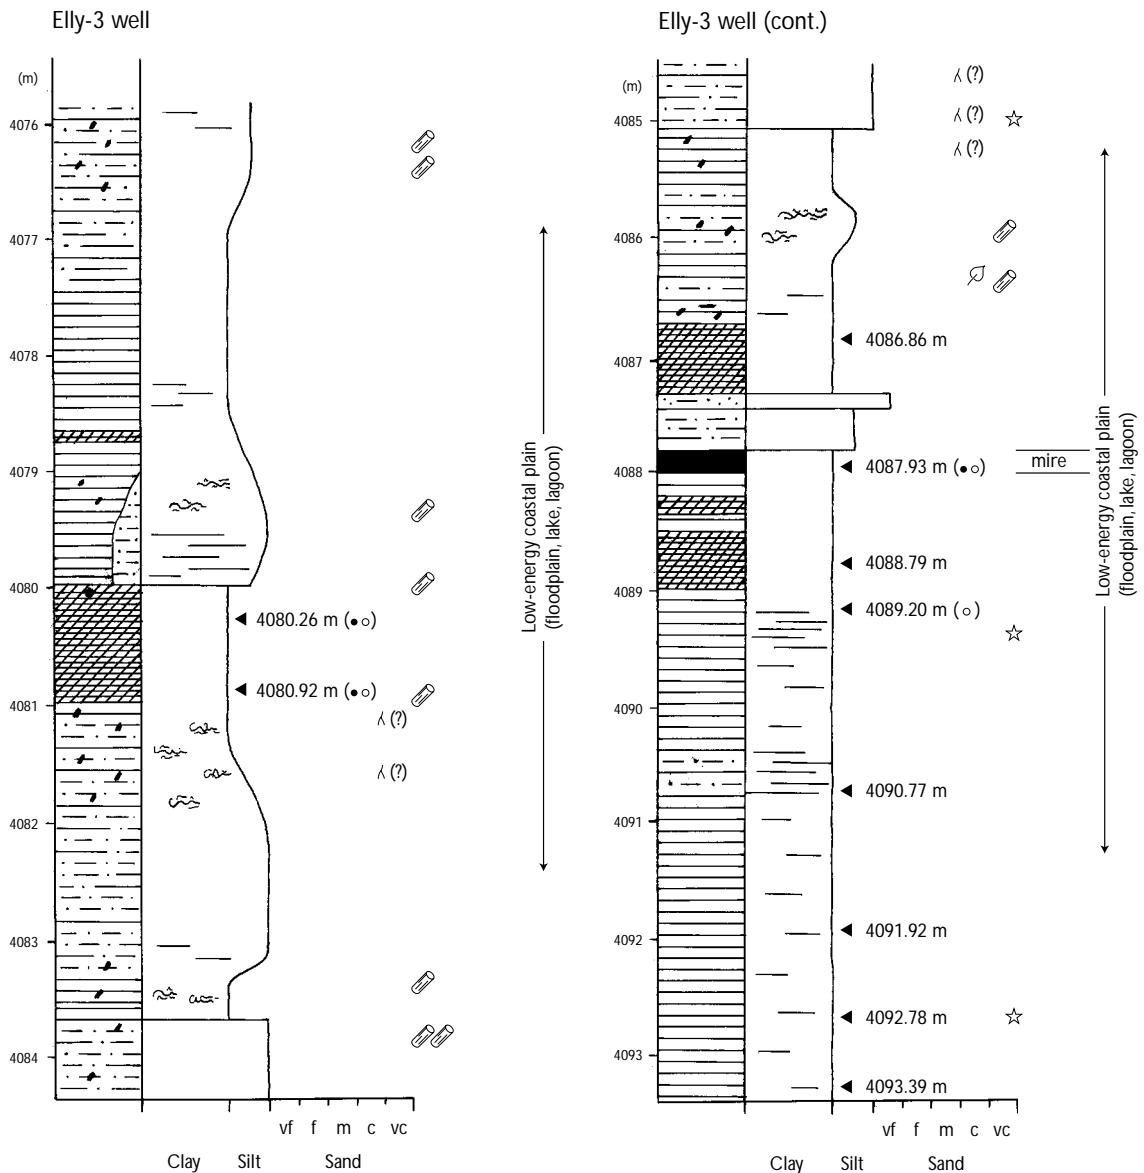 Elly-3 well
(m)
4076
4077
4078
4079
4080
4081
4082
4083
4084
4080.26 m (●○)
4080.92 m (●○)
(?)
(?)
Low-energy coastal plain
(floodplain, lake, lagoon)
vf f m c vc
Clay Silt Sand
Elly-3 well (cont.)
(m)
4085
4086
4087
4088
4089
4090
4091
4092
4093
(?)
(?)
(?)
4086.86 m
4087.93 m (●○)
4088.79 m
4089.20 m (○)
4090.77 m
4091.92 m
4092.78 m
4093.39 m
mire
Low-energy coastal plain
(floodplain, lake, lagoon)
vf f m c vc
Clay Silt Sand